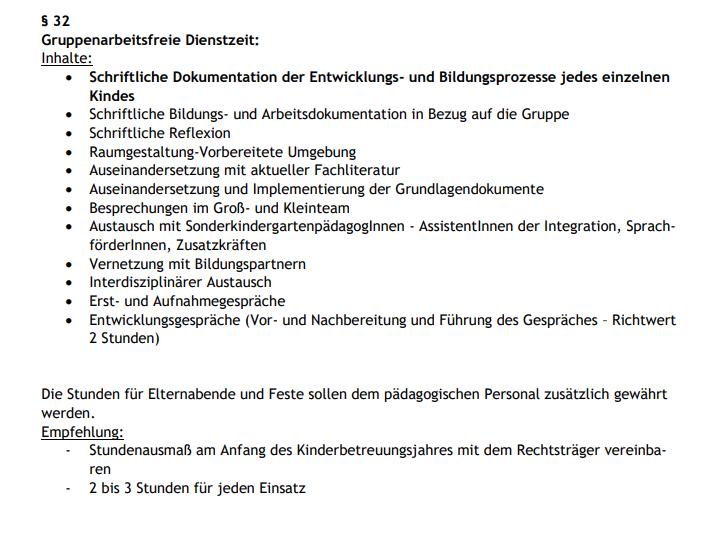 § 32
Gruppenarbeitsfreie Dienstzeit:
Inhalte:
• Schriftliche Dokumentation der Entwicklungs- und Bildungsprozesse jedes einzelnen
Kindes
• Schriftliche Bildungs- und Arbeitsdokumentation in Bezug auf die Gruppe
• Schriftliche Reflexion
• Raumgestaltung-Vorbereitete Umgebung
• Auseinandersetzung mit aktueller Fachliteratur
• Auseinandersetzung und Implementierung der Grundlagendokumente
• Besprechungen im Groß- und Kleinteam
• Austausch mit SonderkindergartenpädagogInnen - AssistentInnen der Integration, Sprach-
förderInnen, Zusatzkräften
• Vernetzung mit Bildungspartnern
• Interdisziplinärer Austausch
• Erst- und Aufnahmegespräche
• Entwicklungsgespräche (Vor- und Nachbereitung und Führung des Gespräches – Richtwert
2 Stunden)
Die Stunden für Elternabende und Feste sollen dem pädagogischen Personal zusätzlich gewährt
werden.
Empfehlung:
- Stundenausmaß am Anfang des Kinderbetreuungsjahres mit dem Rechtsträger vereinba-
ren
- 2 bis 3 Stunden für jeden Einsatz